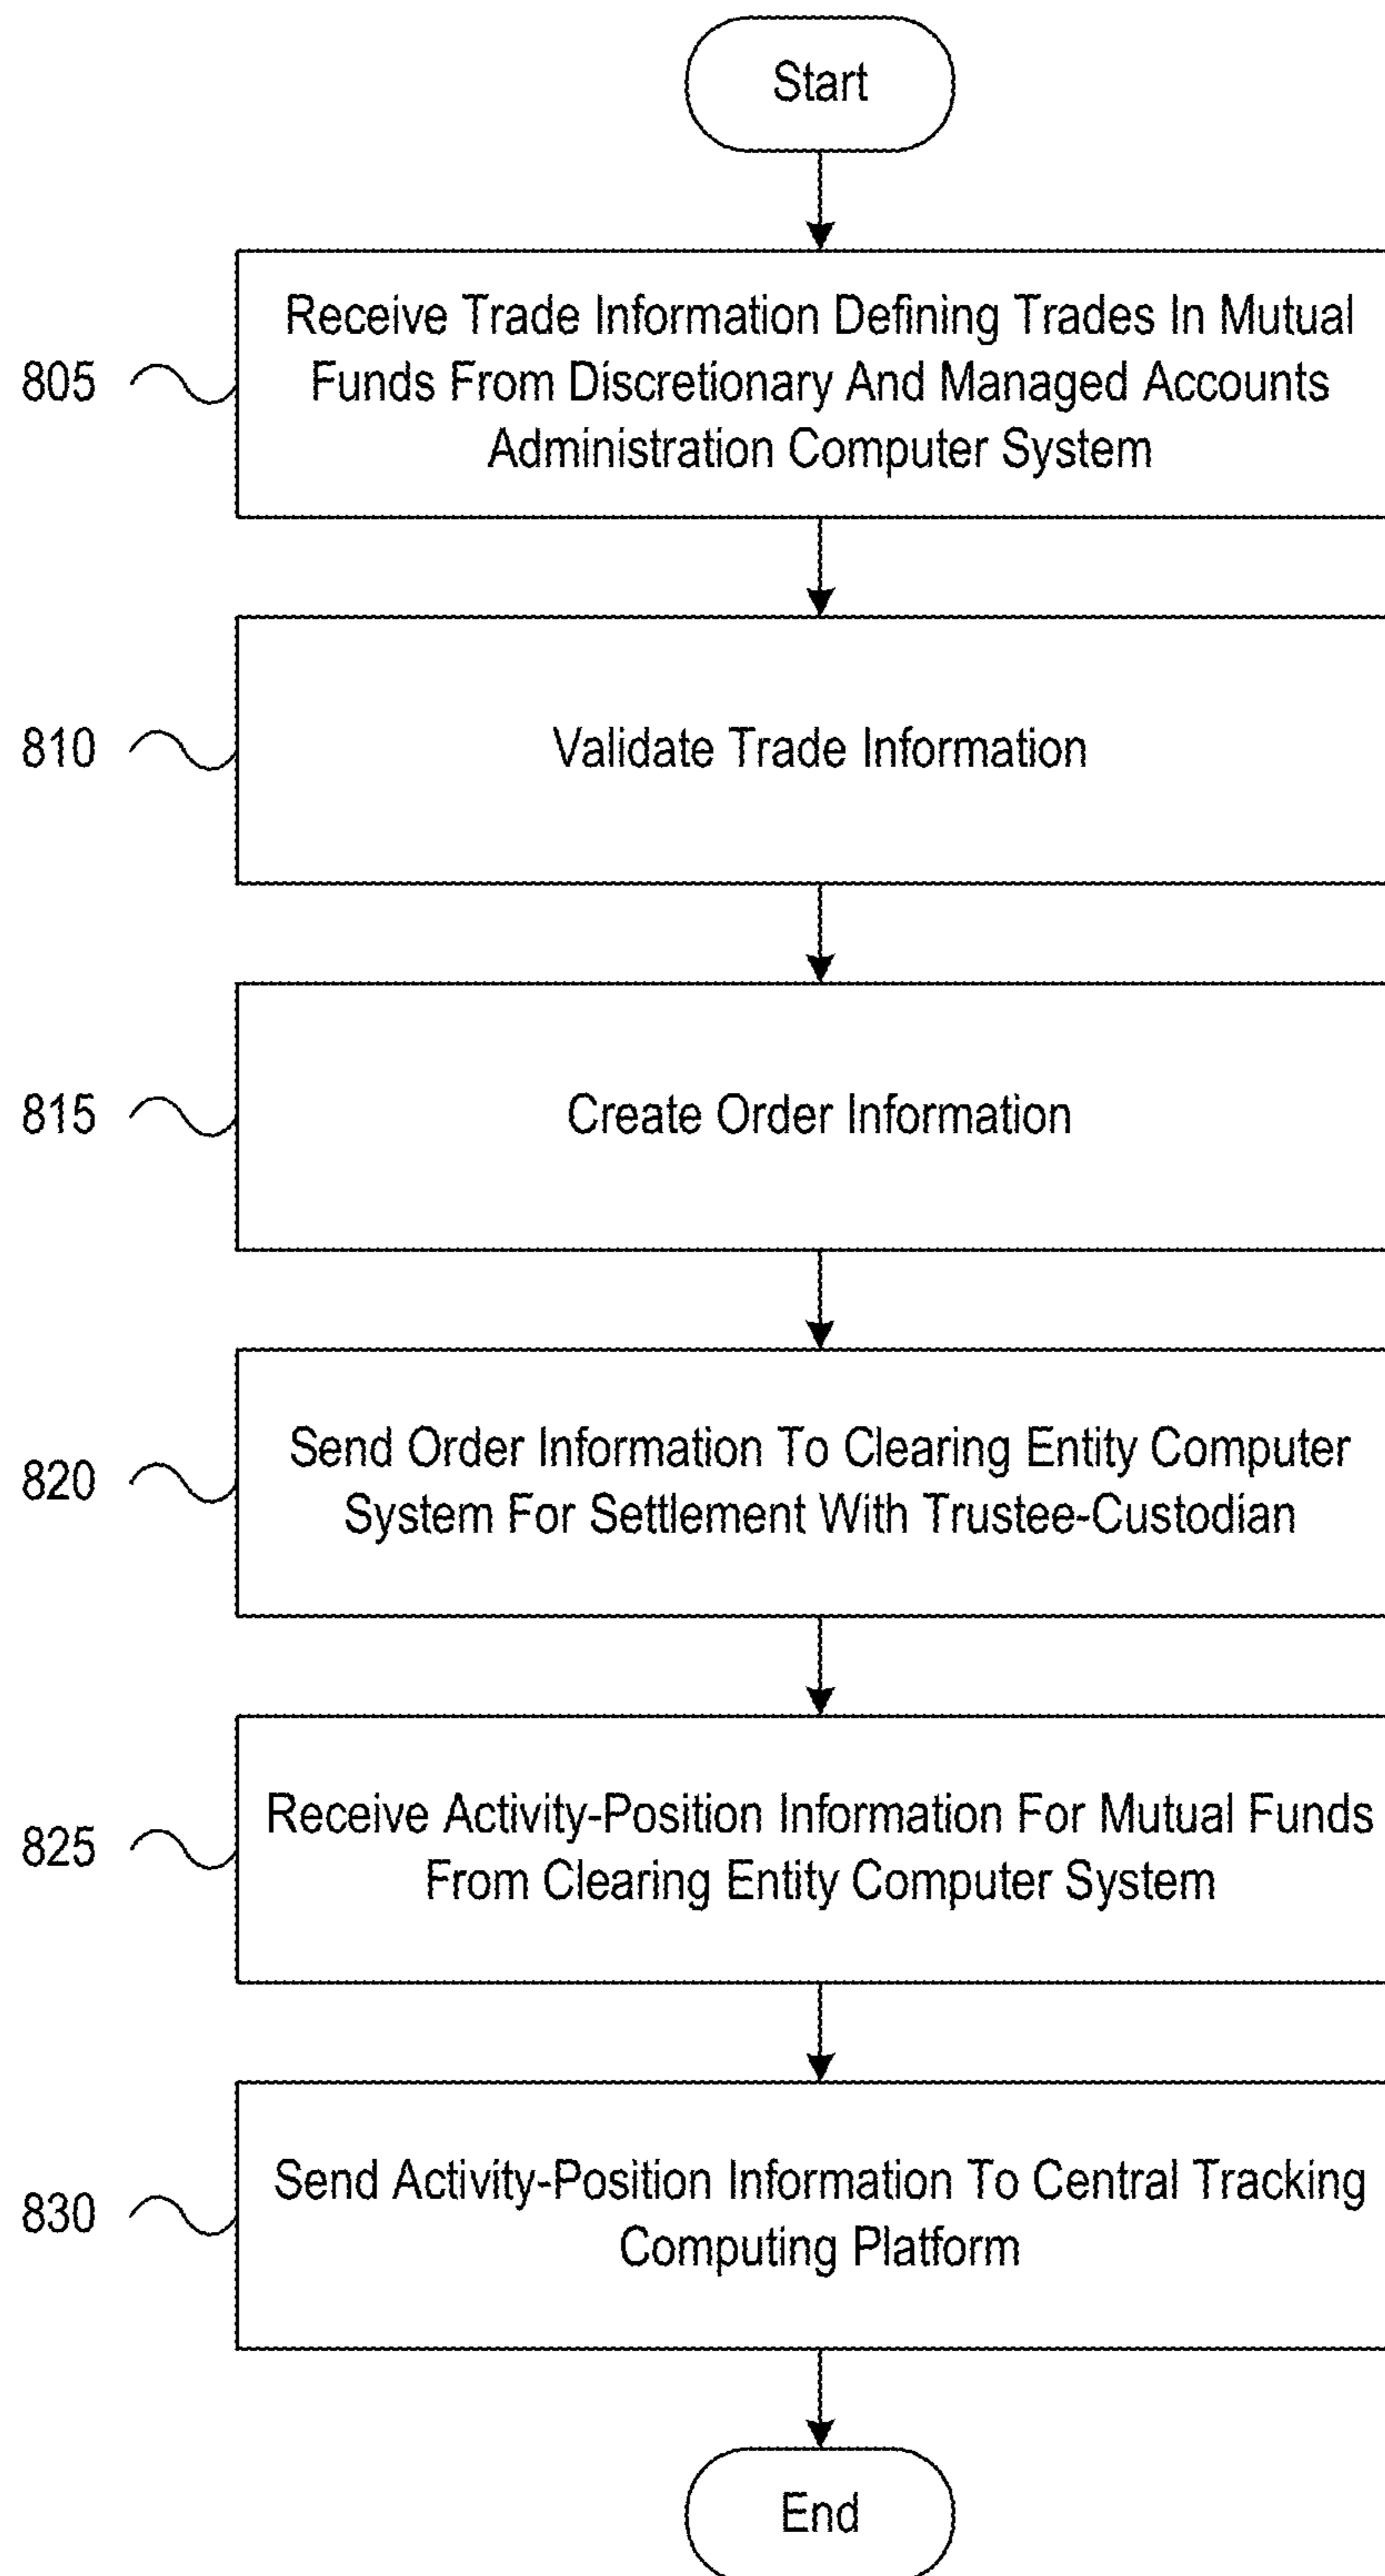 Start
Receive Trade Information Defining Trades In Mutual
Funds From Discretionary And Managed Accounts
Administration Computer System
805
Validate Trade Information
810
Create Order Information
815
Send Order Information To Clearing Entity Computer
System For Settlement With Trustee-Custodian
820
Receive Activity-Position Information For Mutual Funds
From Clearing Entity Computer System
825
Send Activity-Position Information To Central Tracking
Computing Platform
830
End